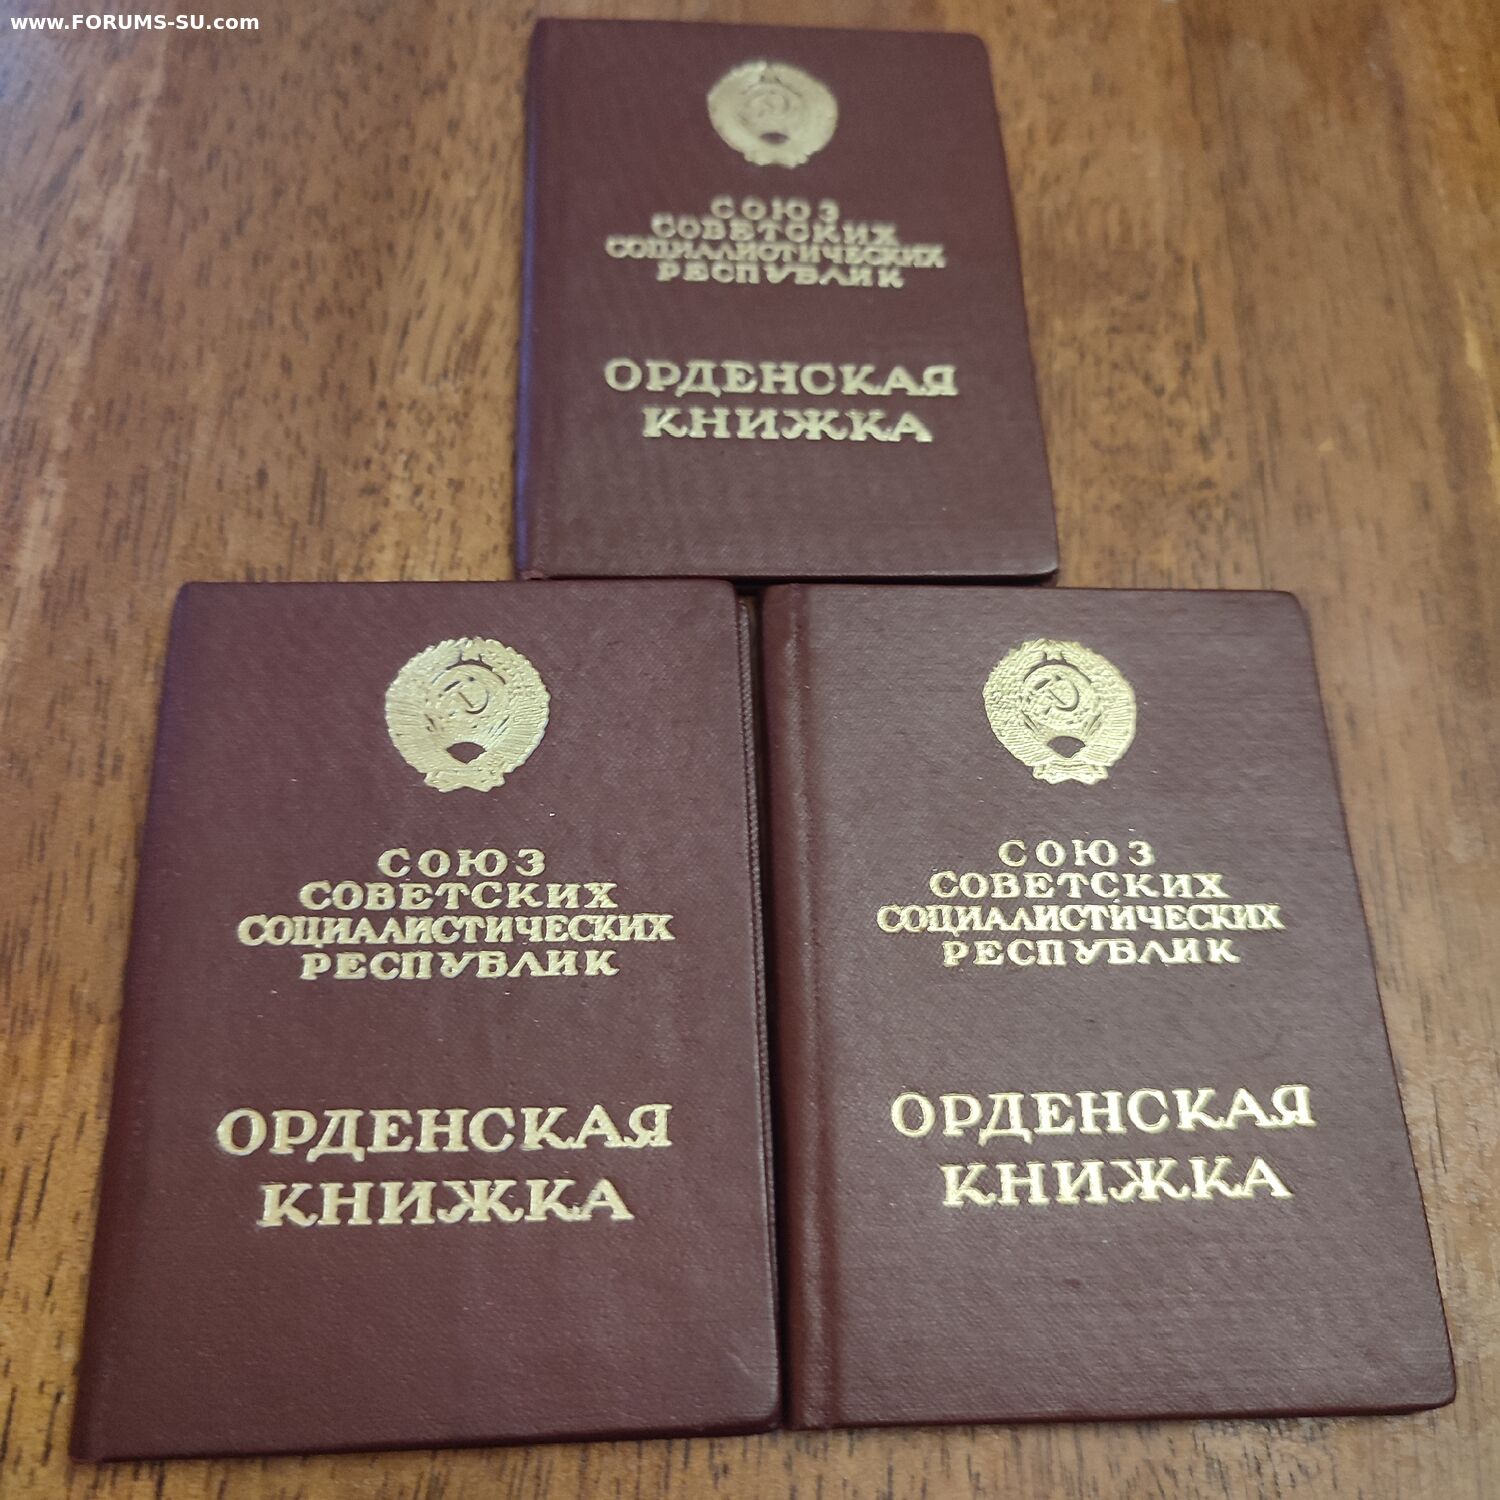 www.FORUMS-SU.com
СОЮЗ
СОВЕТСКИХ
СОЦИАЛИСТИЧЕСКИХ
РЕСПУБЛИК
ОРДЕНСКАЯ
КНИЖКА
СОЮЗ
СОВЕТСКИХ
СОЦИАЛИСТИЧЕСКИХ
РЕСПУБЛИК
ОРДЕНСКАЯ
КНИЖКА
СОЮЗ
СОВЕТСКИХ
СОЦИАЛИСТИЧЕСКИХ
РЕСПУБЛИК
ОРДЕНСКАЯ
КНИЖКА